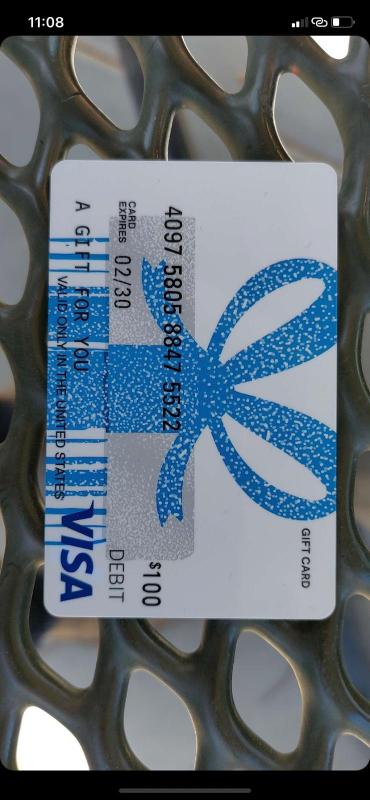 11:08
GIFT CARD
4097 5805 8847 5522
$100
CARD
EXPIRES 02/30
DEBIT
A GIFT FOR YOU
VALID ONLY IN THE UNITED STATES
VISA